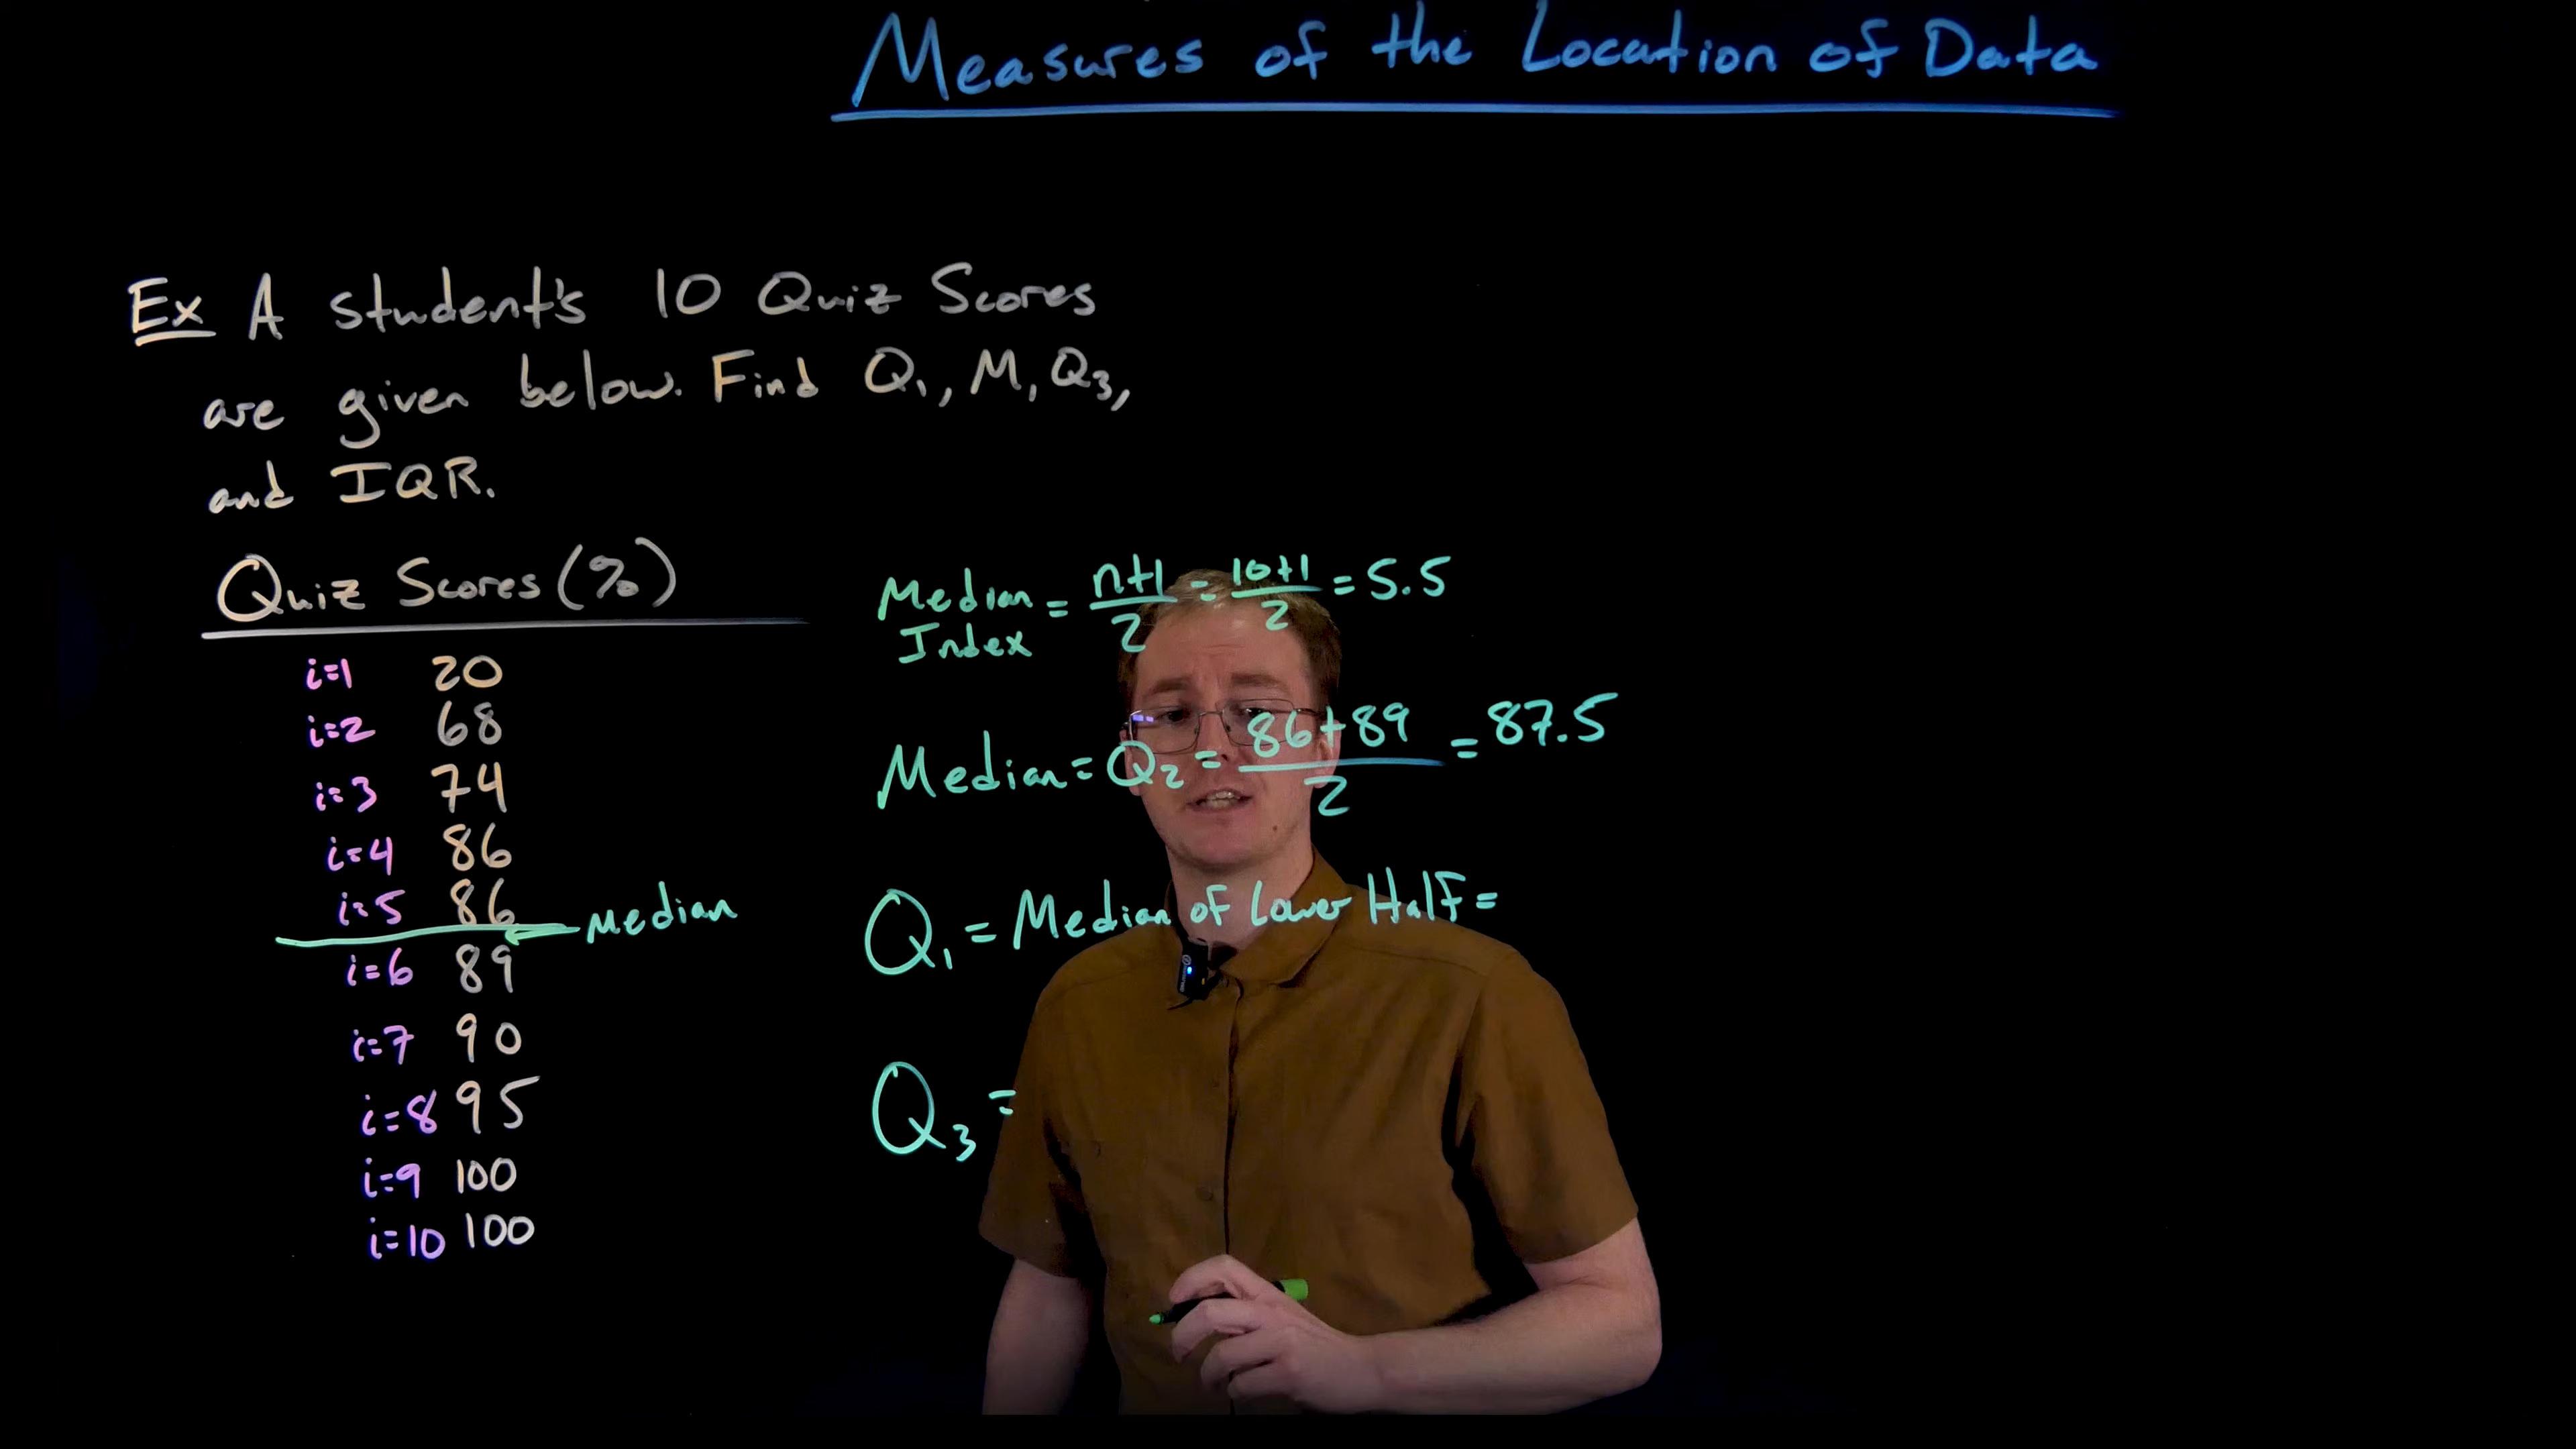 Measures of the Location of Data
Ex A student's 10 Quiz Scores
are given below. Find Q₁, M, Q₃,
and IQR.
Quiz Scores (%)
i=1 20
i=2 68
i=3 74
i=4 86
i=5 86
Median
i=6 89
i=7 90
i=8 95
i=9 100
i=10 100
Median Index = (n+1)/2 = (10+1)/2 = 5.5
Median = Q₂ = (86+89)/2 = 87.5
Q₁ = Median of Lower Half =
Q₃ =